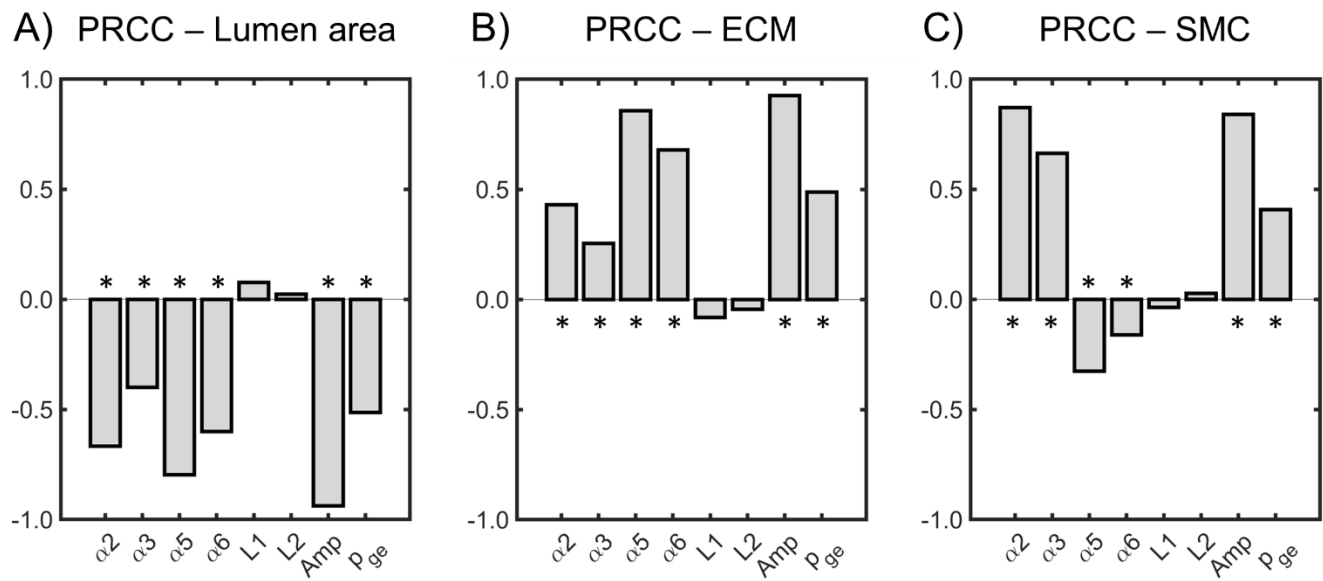 A) PRCC – Lumen area
1.0
0.5
0.0
-0.5
-1.0
* * * * * *
α2 α3 α5 α6 L1 L2 Amp p ge
B) PRCC – ECM
1.0
0.5
0.0
-0.5
-1.0
* * * * * *
α2 α3 α5 α6 L1 L2 Amp p ge
C) PRCC – SMC
1.0
0.5
0.0
-0.5
-1.0
* *
* * * *
α2 α3 α5 α6 L1 L2 Amp p ge